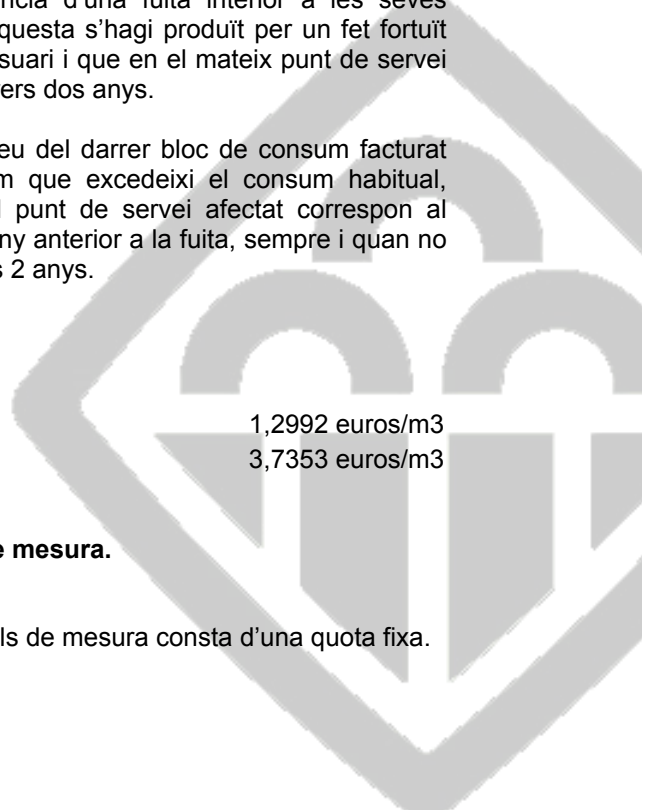 d'una fuita interior a les seves
questa s'hagi produït per un fet fortuït
suari i que en el mateix punt de servei
ers dos anys.
eu del darrer bloc de consum facturat
m que excedeixi el consum habitual,
l punt de servei afectat correspon al
ny anterior a la fuita, sempre i quan no
s 2 anys.
1,2992 euros/m3
3,7353 euros/m3
e mesura.
ls de mesura consta d'una quota fixa.